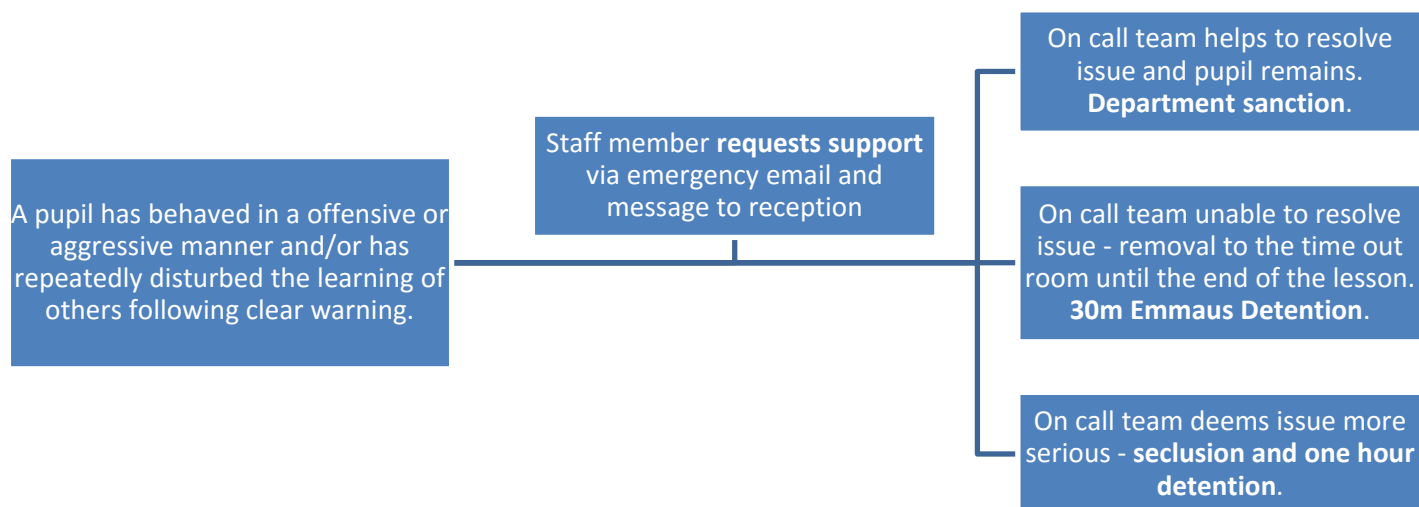 A pupil has behaved in a offensive or
aggressive manner and/or has
repeatedly disturbed the learning of
others following clear warning.
Staff member requests support
via emergency email and
message to reception
On call team helps to resolve
issue and pupil remains.
Department sanction.
On call team unable to resolve
issue - removal to the time out
room until the end of the lesson.
30m Emmaus Detention.
On call team deems issue more
serious - seclusion and one hour
detention.